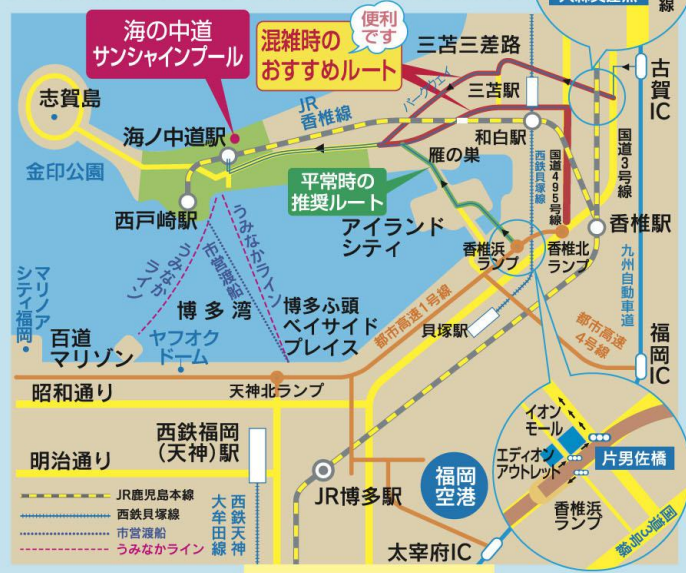 線
古賀
IC
便利
です
海の中道
サンシャインプール
混雑時の
おすすめルート
三苫三差路
パークウェイ
三苫駅
志賀島
JR
香椎線
海ノ中道駅
和白駅
国道3号線
金印公園
雁の巣
西鉄貝塚線
国道495号線
平常時の
推奨ルート
西戸崎駅
アイランド
シティ
香椎駅
香椎浜
ランプ
香椎北
ランプ
うみなかライン
市営渡船
うみなかライン
九州自動車道
マリノア
シティ福岡
博多湾
博多ふ頭
ベイサイド
プレイス
都市高速1号線
貝塚駅
都市高速
4号線
福岡
IC
百道
マリゾン
ヤフオク
ドーム
昭和通り
天神北ランプ
西鉄福岡
(天神)駅
明治通り
イオン
モール
エディオン
アウトレット
片男佐橋
香椎浜
ランプ
国道3号線
JR博多駅
福岡
空港
太宰府IC
JR鹿児島本線
西鉄貝塚線
市営渡船
うみなかライン
西鉄天神
大牟田線